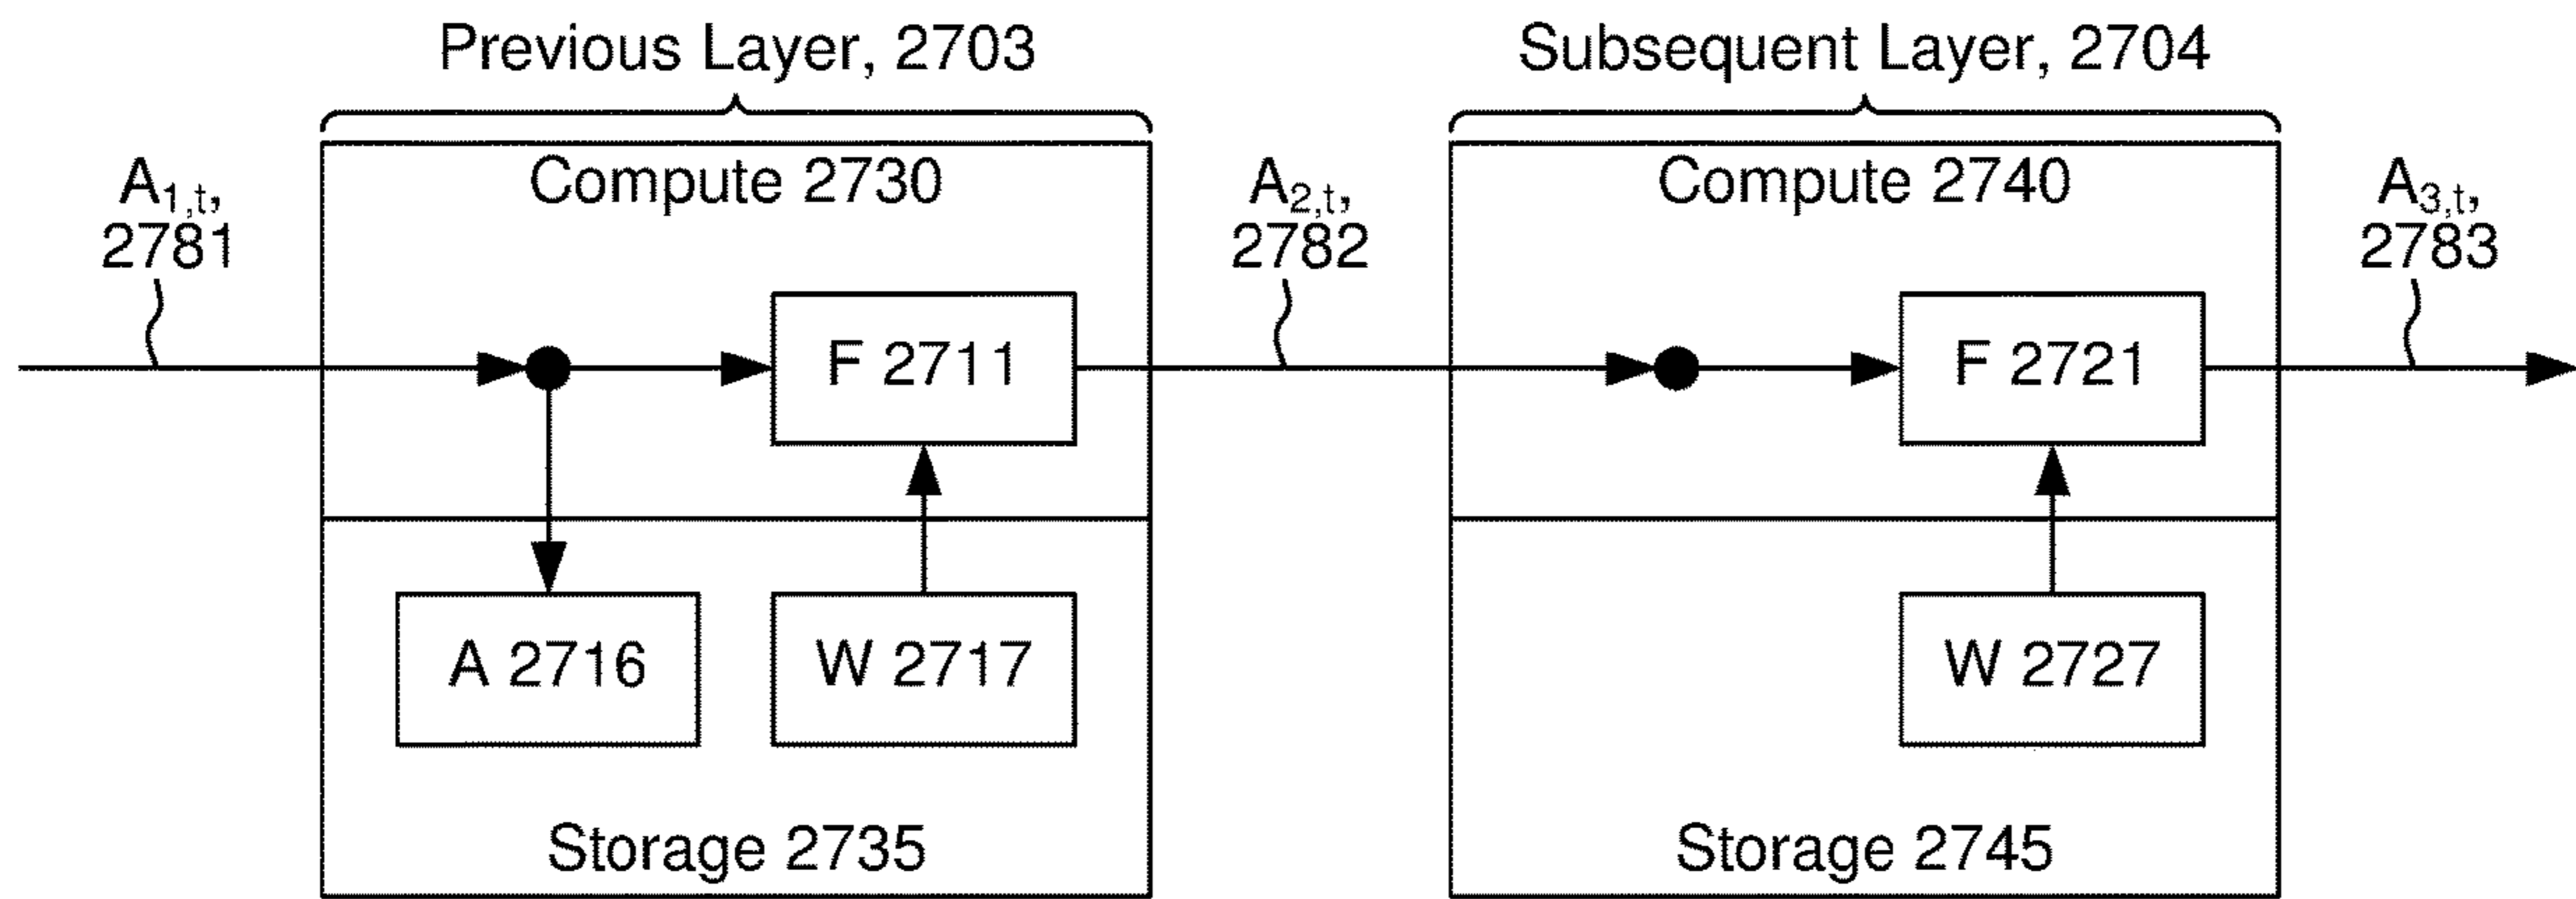 Previous Layer, 2703
Subsequent Layer, 2704
A1,t,
2781
Compute 2730
A2,t,
2782
Compute 2740
A3,t,
2783
F 2711
F 2721
A 2716
W 2717
W 2727
Storage 2735
Storage 2745